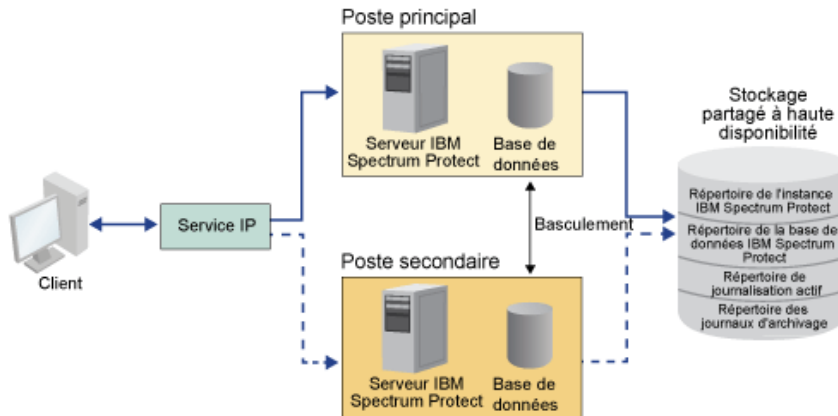 Poste principal
Serveur IBM
Spectrum Protect
Base de
données
Stockage
partagé à haute
disponibilité
Répertoire de l'instance
IBM Spectrum Protect
Répertoire de la base de
données IBM Spectrum
Protect
Répertoire de
journalisation actif
Répertoire des
journaux d'archivage
Client
Service IP
Basculement
Poste secondaire
Serveur IBM
Spectrum Protect
Base de
données